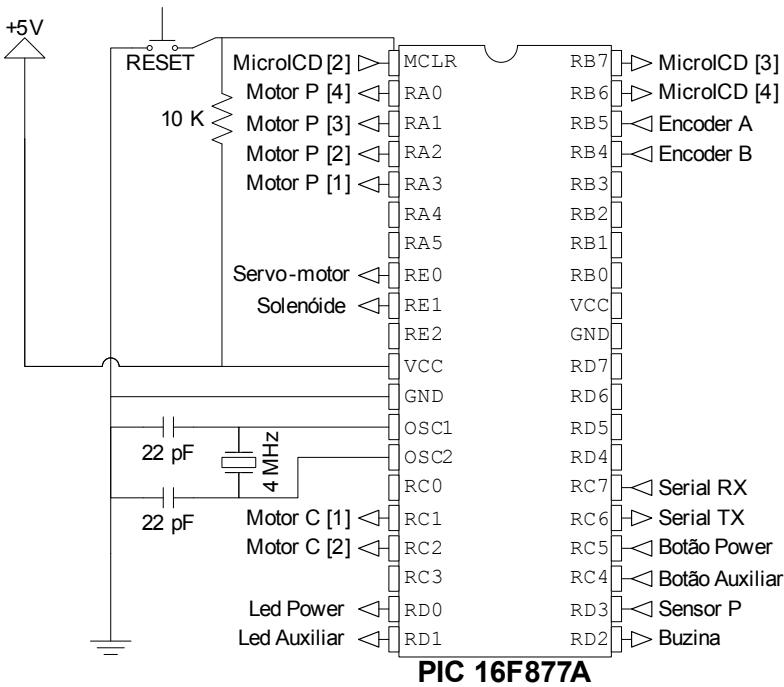 +5V
RESET
10 K
MicroICD [2] MCLR RB7 MicroICD [3]
Motor P [4] RA0 RB6 MicroICD [4]
Motor P [3] RA1 RB5 Encoder A
Motor P [2] RA2 RB4 Encoder B
Motor P [1] RA3 RB3
RA4 RB2
RA5 RB1
Servo-motor RE0 RB0
Solenóide RE1 VCC
RE2 GND
VCC RD7
GND RD6
OSC1 RD5
22 pF
4 MHz
OSC2 RD4
RC0 RC7 Serial RX
22 pF
Motor C [1] RC1 RC6 Serial TX
Motor C [2] RC2 RC5 Botão Power
RC3 RC4 Botão Auxiliar
Led Power RD0 RD3 Sensor P
Led Auxiliar RD1 RD2 Buzina
PIC 16F877A